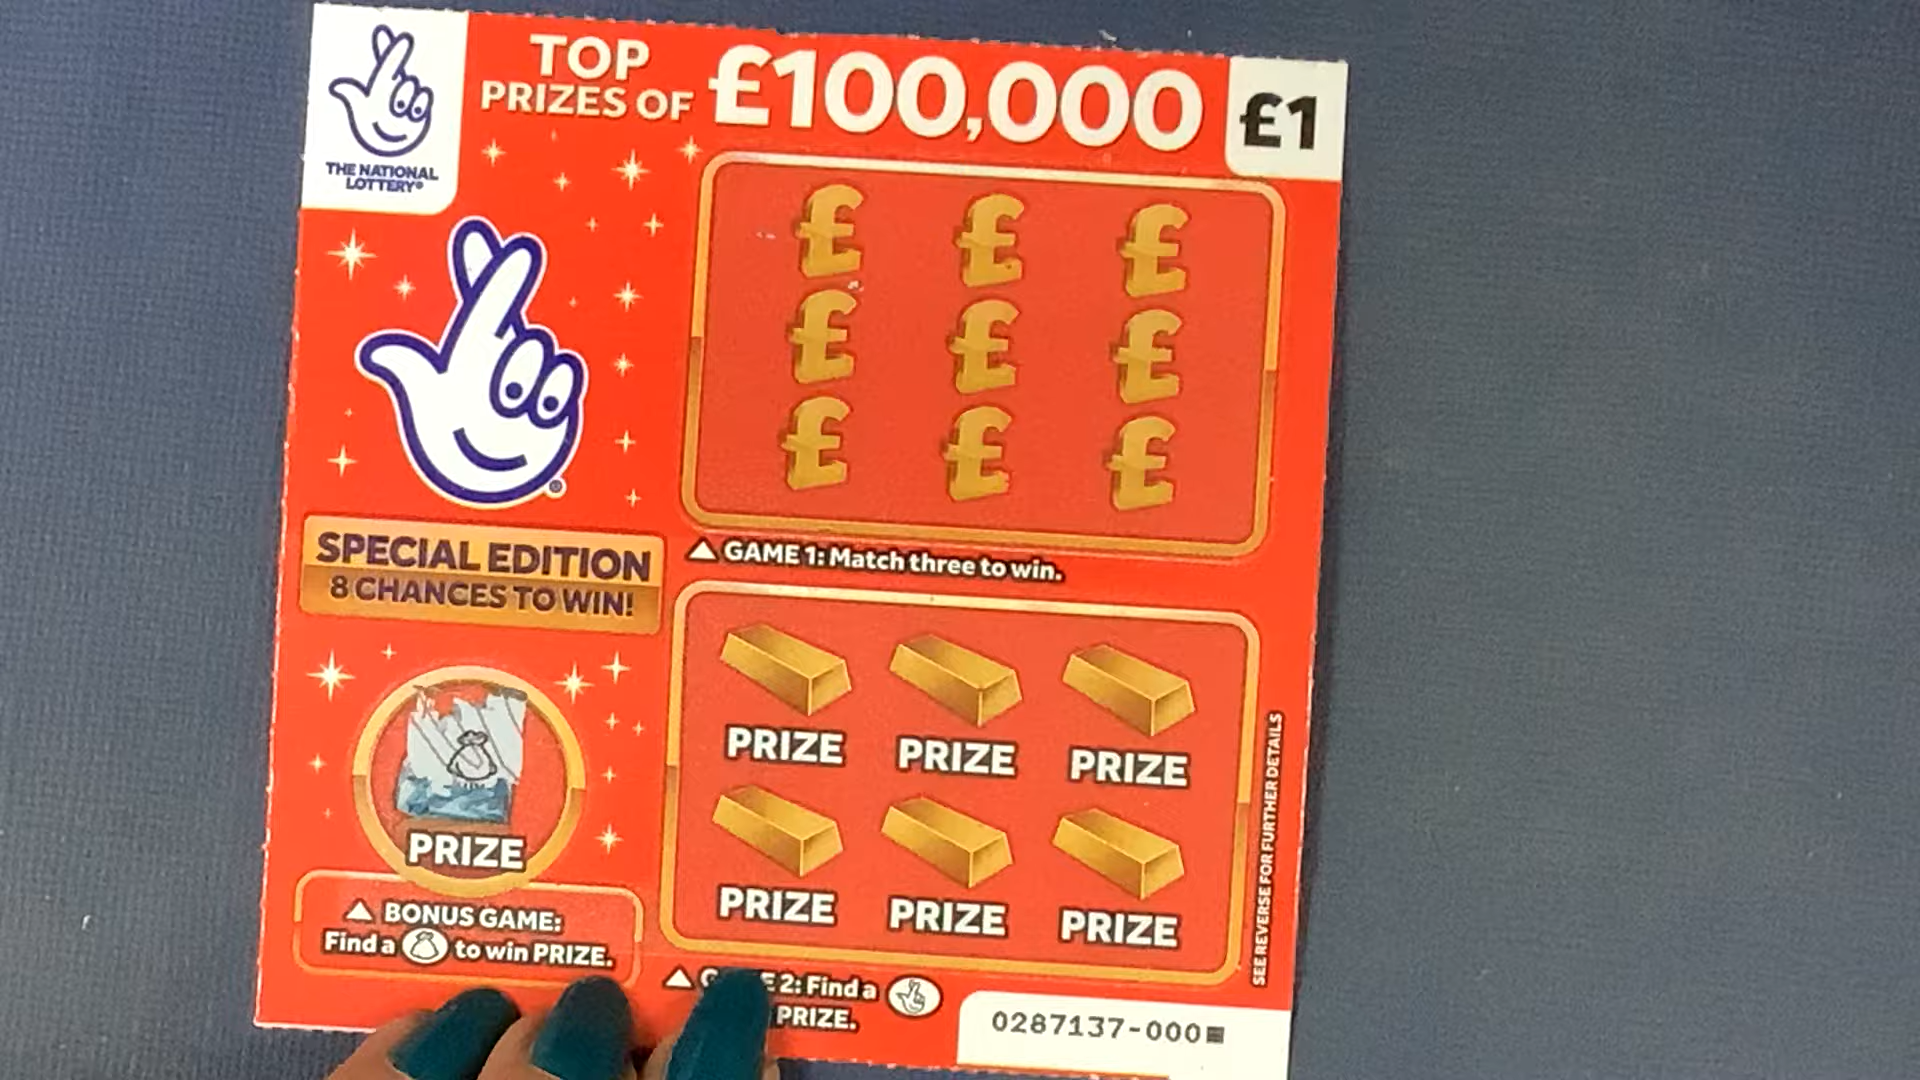 THE NATIONAL
LOTTERY®
TOP
PRIZES OF £100,000
£1
£ £ £
£ £ £
£ £ £
▲ GAME 1: Match three to win.
SPECIAL EDITION
8 CHANCES TO WIN!
PRIZE PRIZE PRIZE
PRIZE PRIZE PRIZE
PRIZE
▲ BONUS GAME:
Find a to win PRIZE.
2: Find a
PRIZE.
0287137-000
SEE REVERSE FOR FURTHER DETAILS